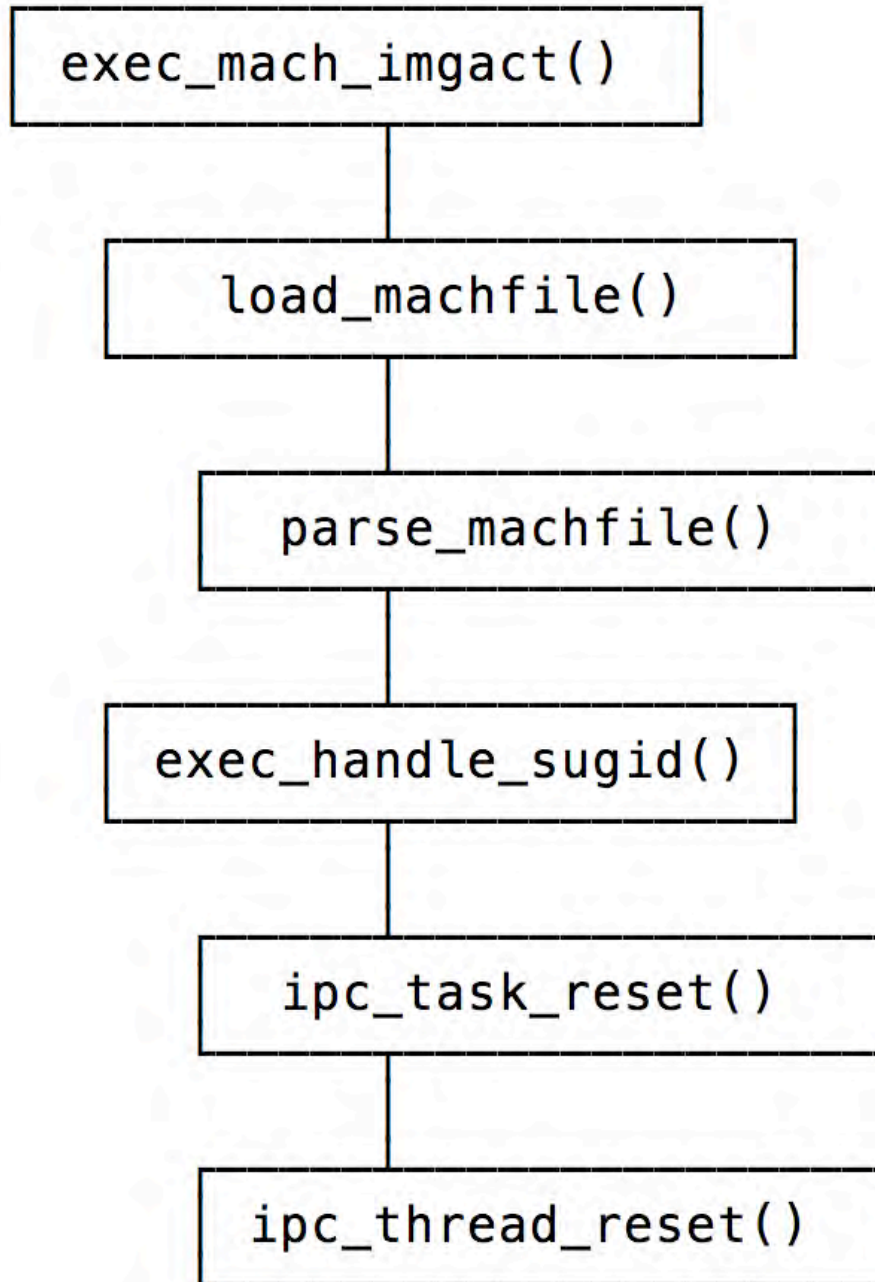 exec_mach_imgact()
load_machfile()
parse_machfile()
exec_handle_sugid()
ipc_task_reset()
ipc_thread_reset()